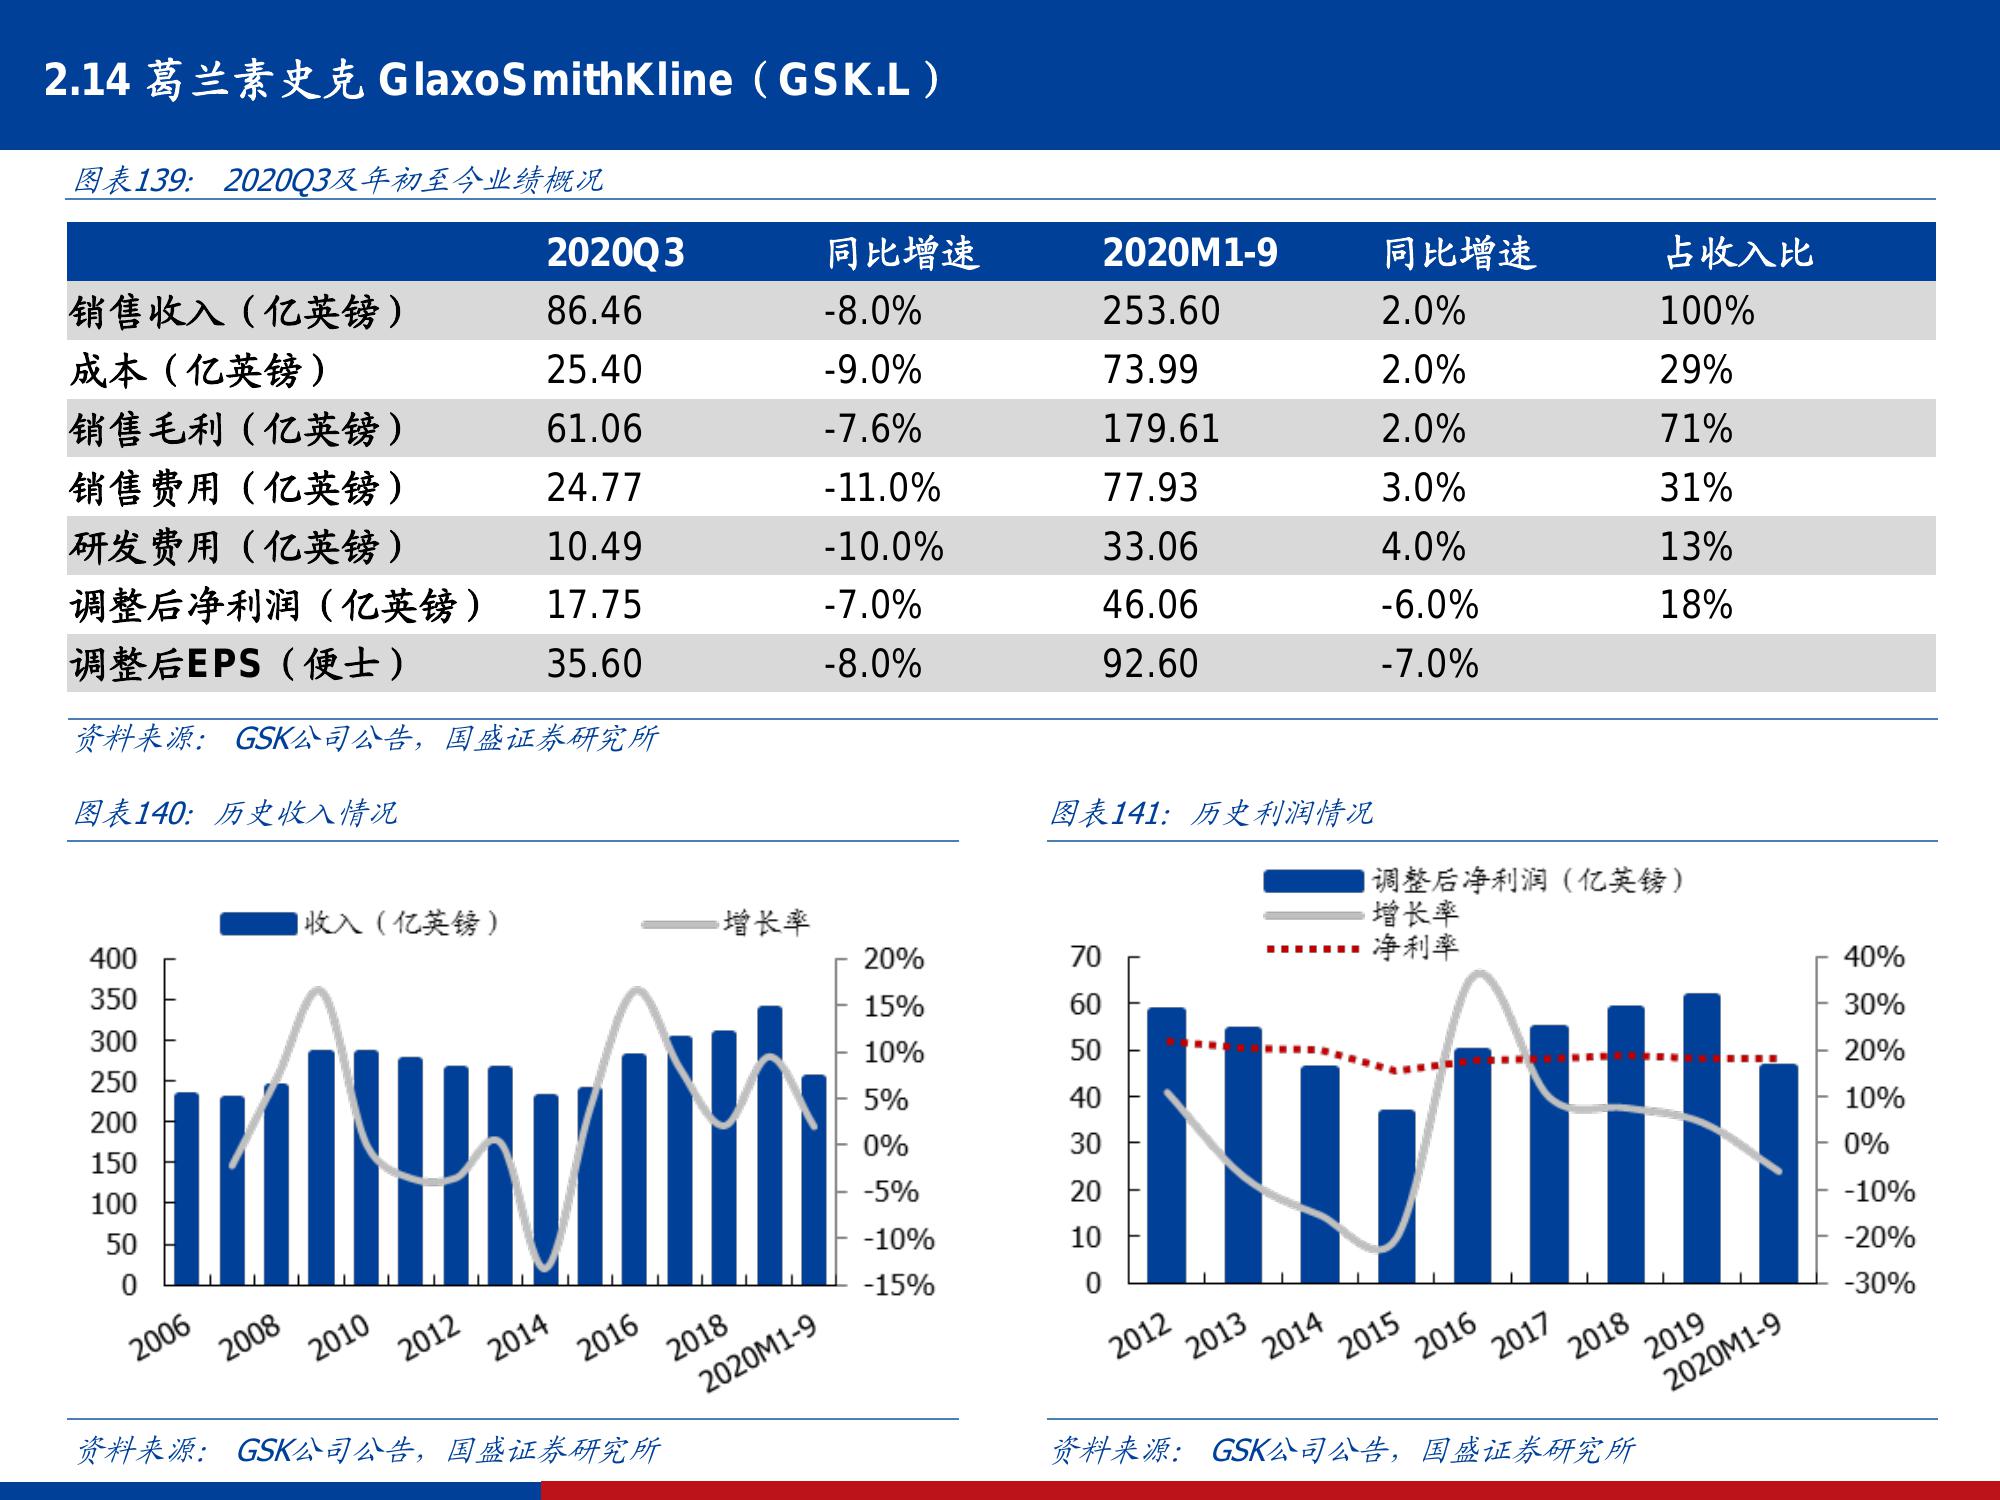 2.14 葛兰素史克 GlaxoSmithKline（GSK.L）
图表139： 2020Q3及年初至今业绩概况
2020Q3 同比增速 2020M1-9 同比增速 占收入比
销售收入（亿英镑） 86.46 -8.0% 253.60 2.0% 100%
成本（亿英镑） 25.40 -9.0% 73.99 2.0% 29%
销售毛利（亿英镑） 61.06 -7.6% 179.61 2.0% 71%
销售费用（亿英镑） 24.77 -11.0% 77.93 3.0% 31%
研发费用（亿英镑） 10.49 -10.0% 33.06 4.0% 13%
调整后净利润（亿英镑） 17.75 -7.0% 46.06 -6.0% 18%
调整后EPS（便士） 35.60 -8.0% 92.60 -7.0%
资料来源： GSK公司公告，国盛证券研究所
图表140：历史收入情况
收入（亿英镑） 增长率
400 20%
350 15%
300 10%
250 5%
200 0%
150 -5%
100 -10%
50 -15%
0
2006 2008 2010 2012 2014 2016 2018 2020M1-9
资料来源： GSK公司公告，国盛证券研究所
图表141：历史利润情况
调整后净利润（亿英镑）
增长率
净利率
70 40%
60 30%
50 20%
40 10%
30 0%
20 -10%
10 -20%
0 -30%
2012 2013 2014 2015 2016 2017 2018 2019 2020M1-9
资料来源： GSK公司公告，国盛证券研究所